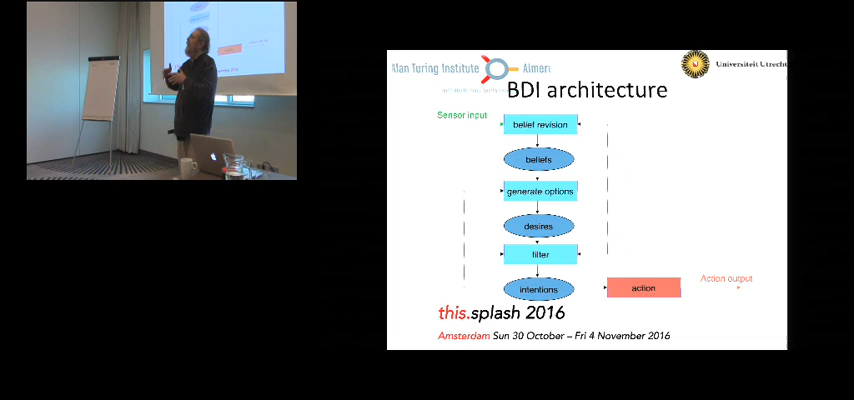 Man Turing Institute Almere
Universiteit Utrecht
BDI architecture
Sensor input
belief revision
beliefs
generate options
desires
filter
intentions
action
Action output
this.splash 2016
Amsterdam Sun 30 October – Fri 4 November 2016